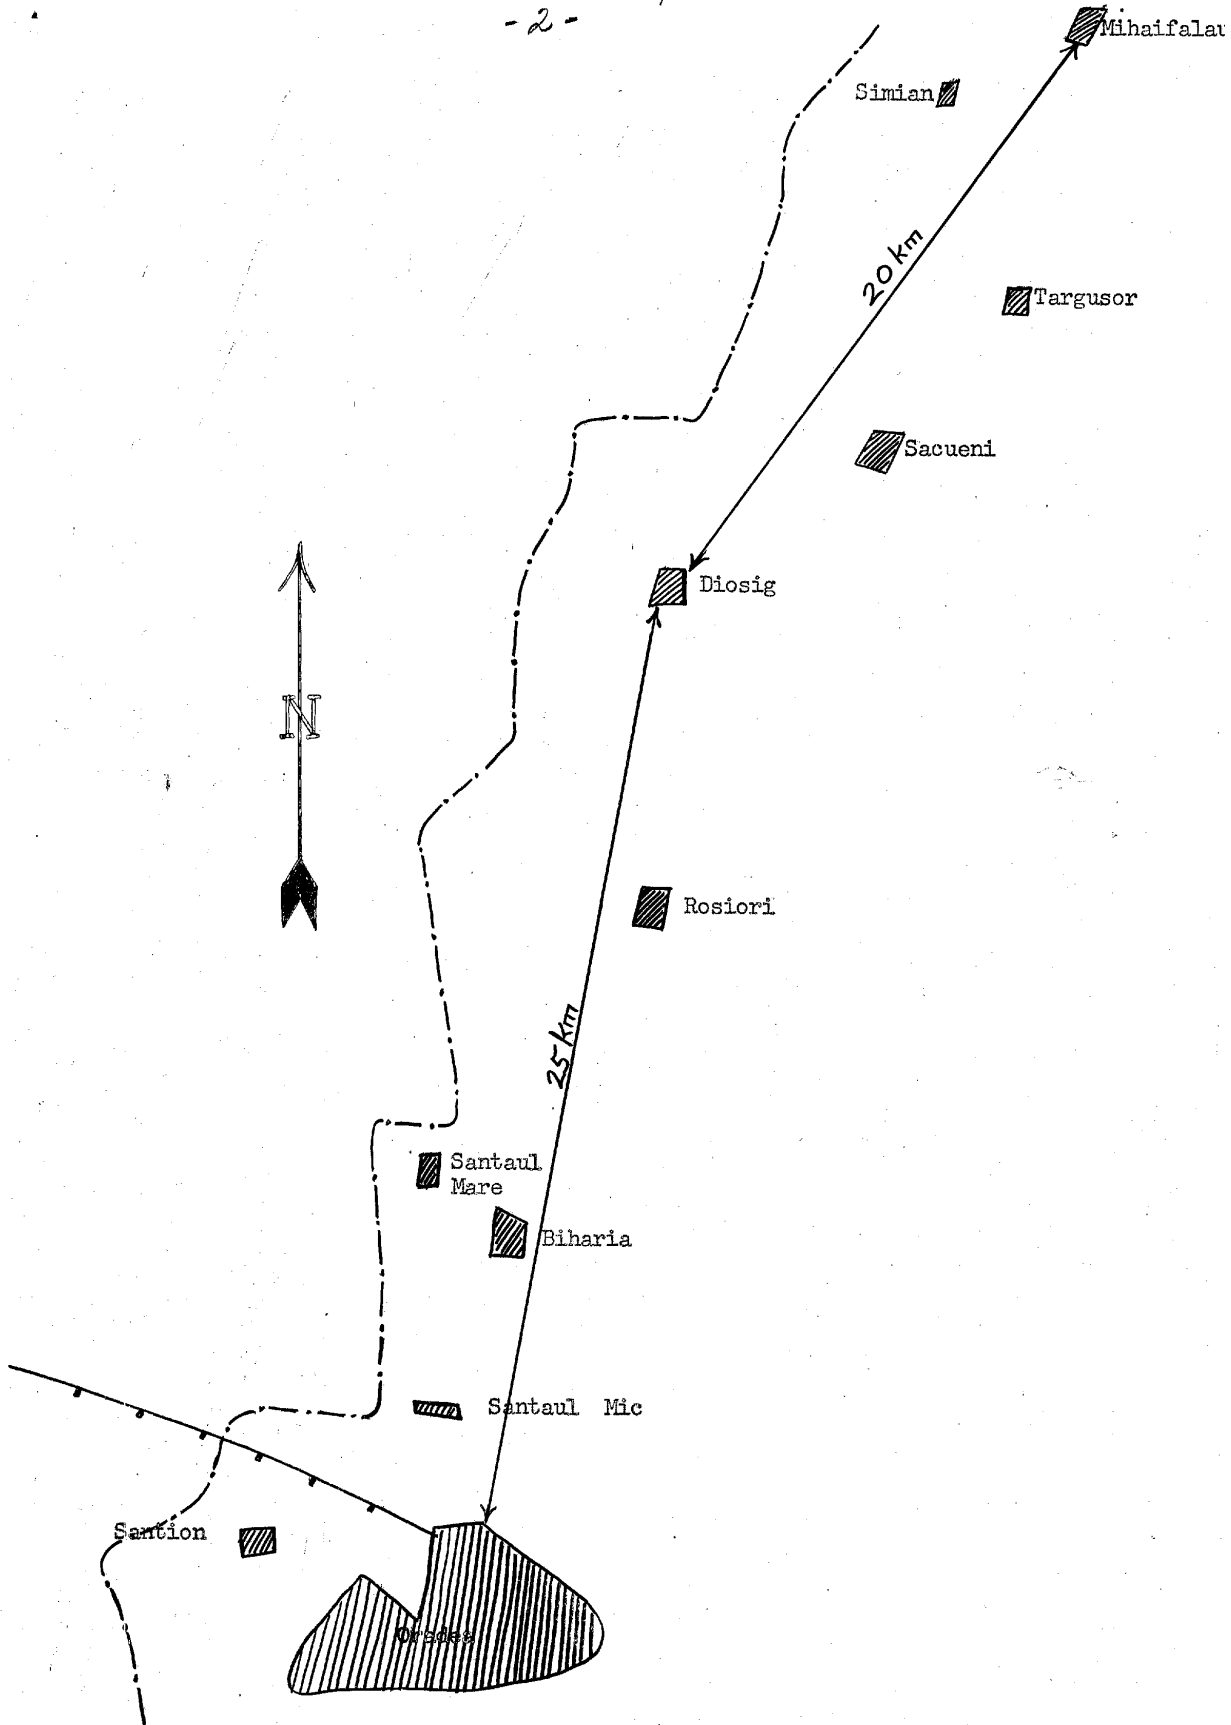 - 2 -
Mihaifalau
Simian
20 km
Targusor
Sacueni
Diosig
N
Rosiori
25 km
Santaul
Mare
Biharia
Santaul Mic
Santion
Oradea